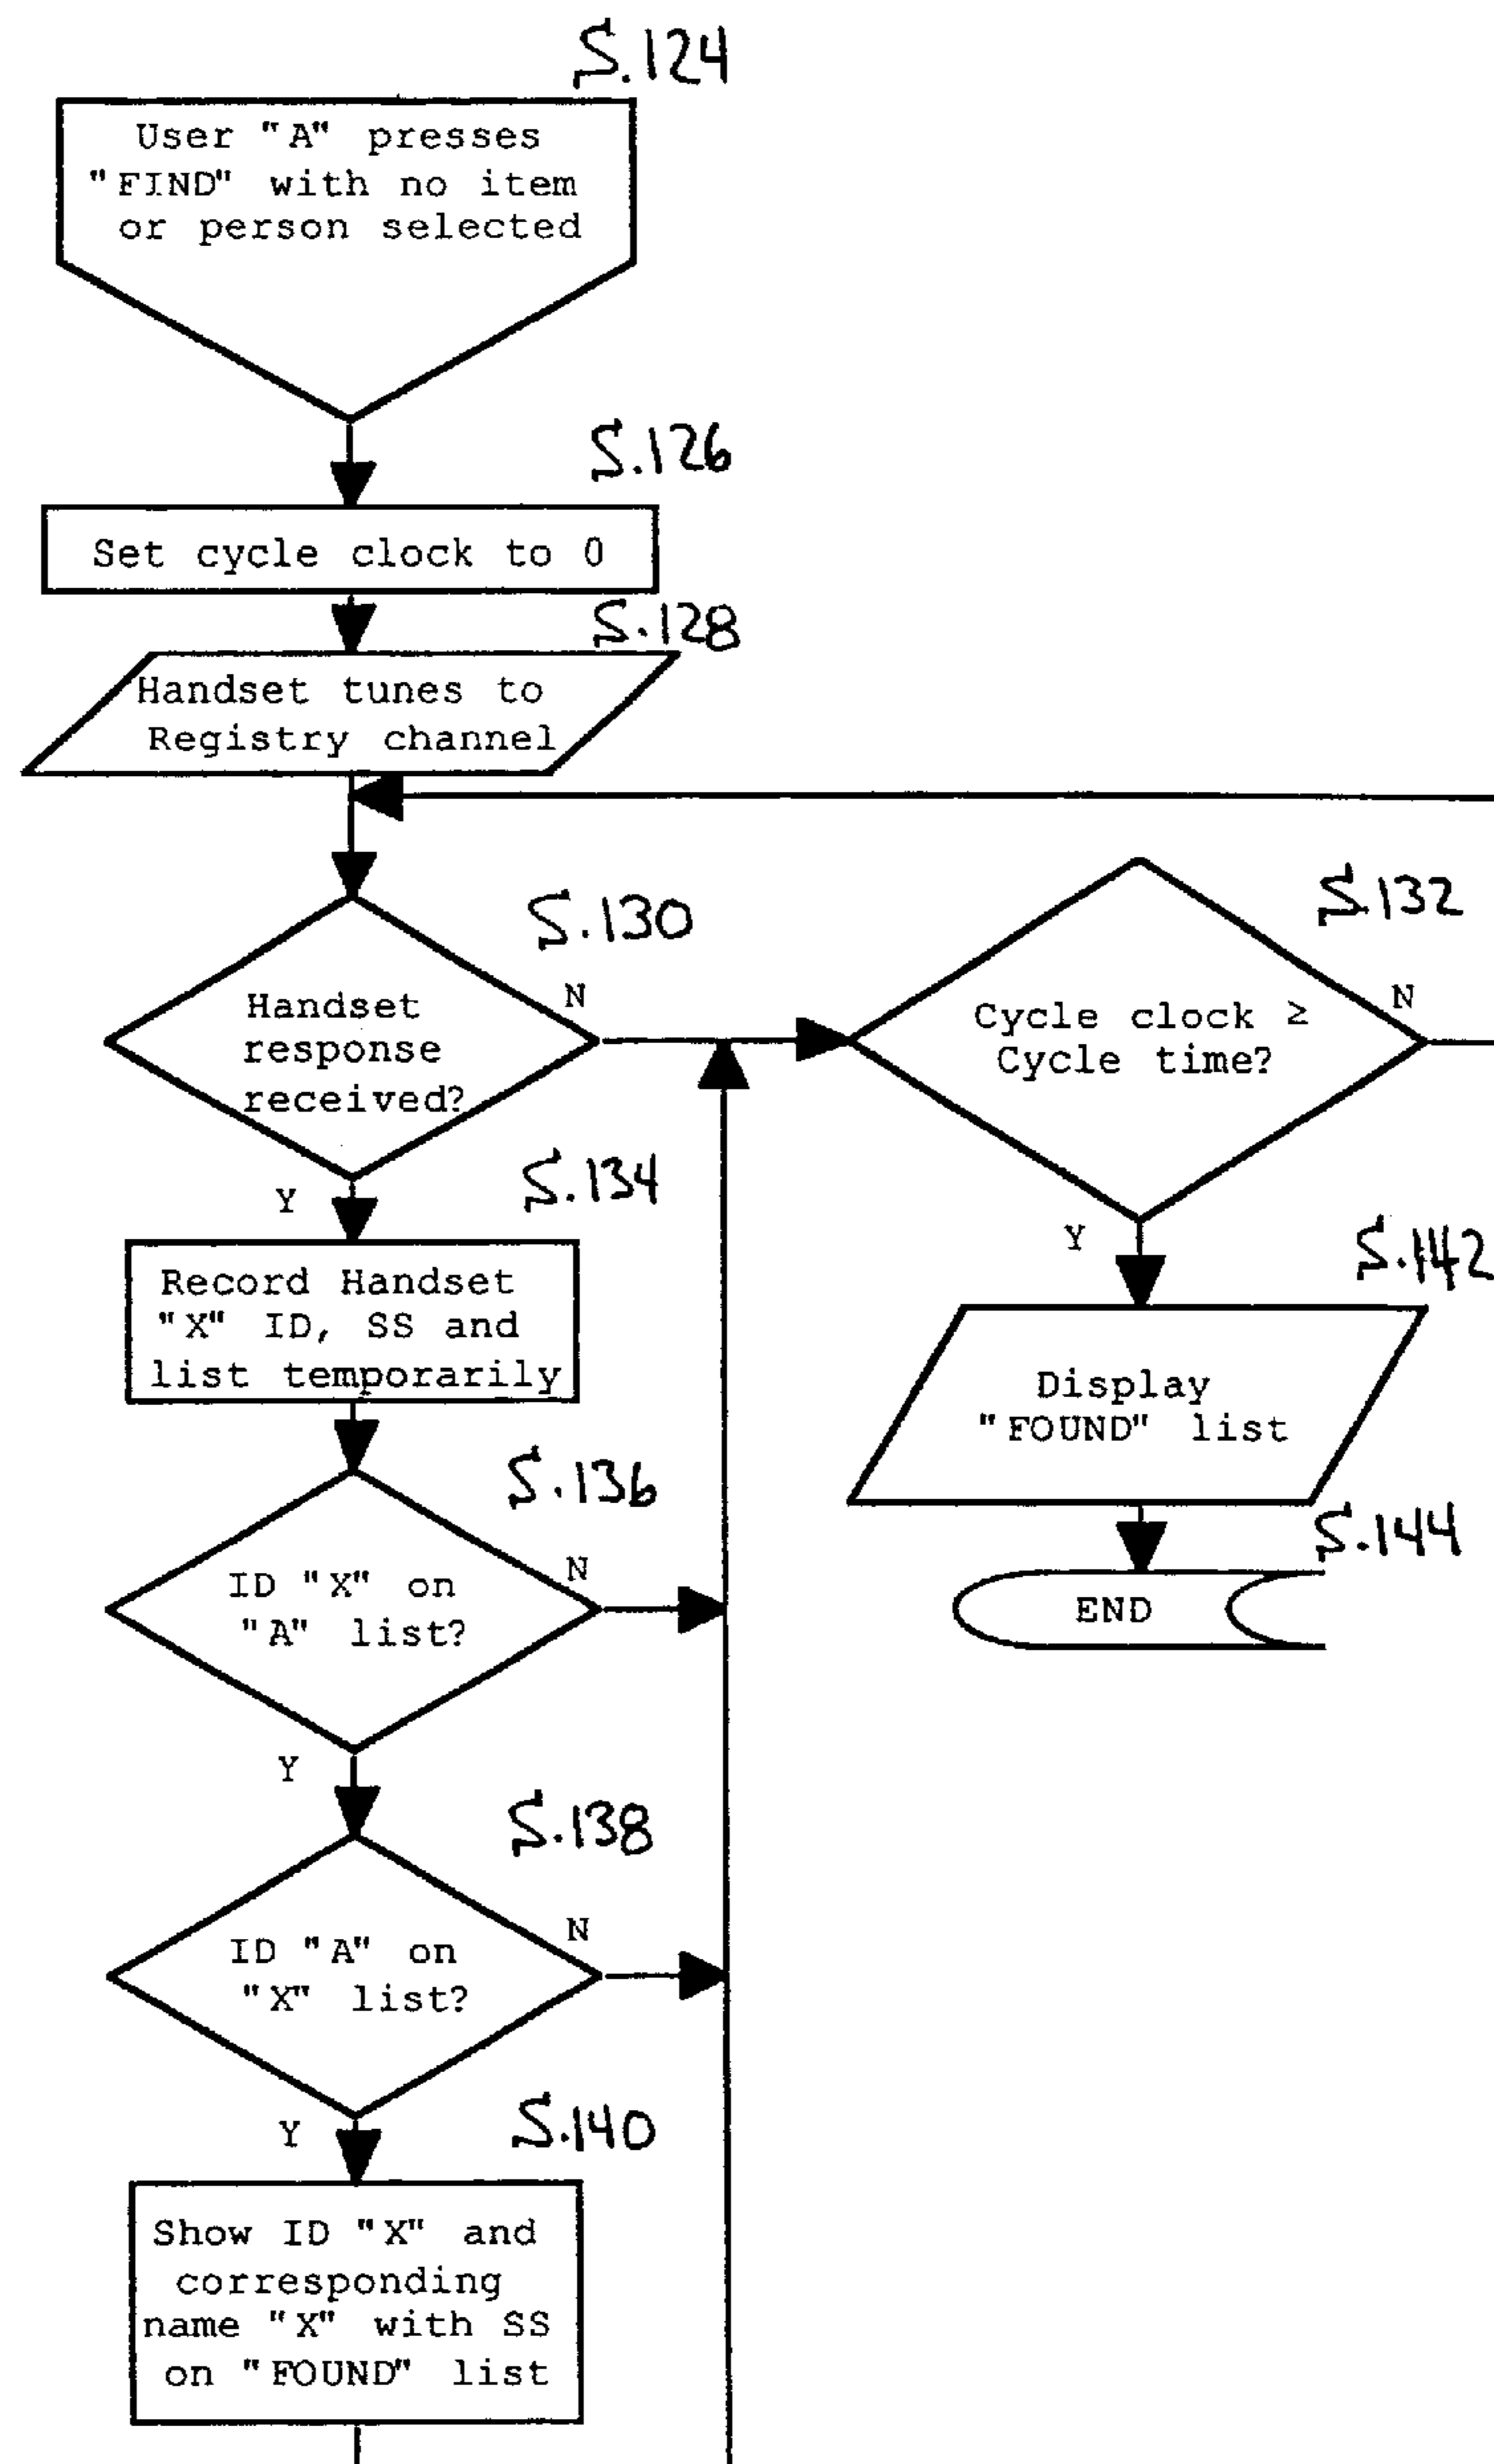 S.124
User "A" presses
"FIND" with no item
or person selected
S.126
Set cycle clock to 0
S.128
Handset tunes to
Registry channel
S.130
Handset
response
received?
N
Y
S.132
Cycle clock ≥
Cycle time?
N
Y
S.134
Record Handset
"X" ID, SS and
list temporarily
S.142
Display
"FOUND" list
S.144
END
S.136
ID "X" on
"A" list?
N
Y
S.138
ID "A" on
"X" list?
N
Y
S.140
Show ID "X" and
corresponding
name "X" with SS
on "FOUND" list